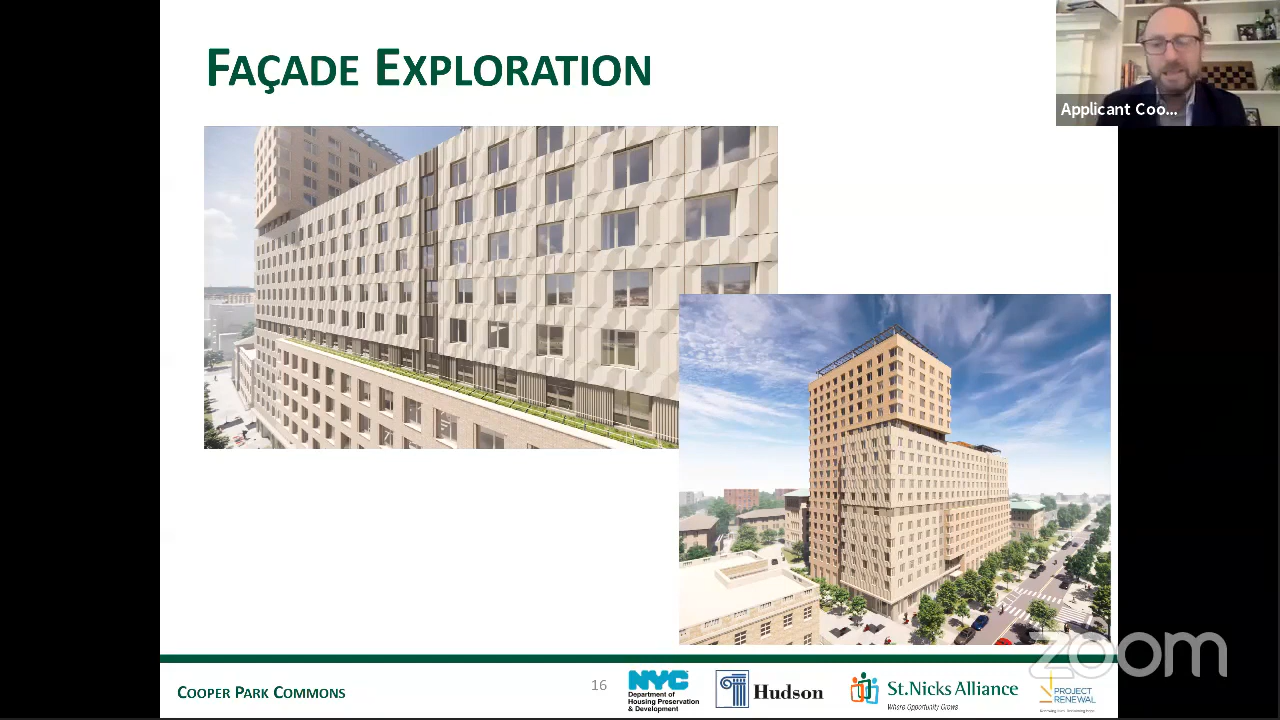 FAÇADE EXPLORATION
Applicant Coo...
COOPER PARK COMMONS
16
NYC
Department of
Housing Preservation
& Development
Hudson
St.Nicks Alliance
Where Opportunity Grows
PROJECT
RENEWAL
zoom